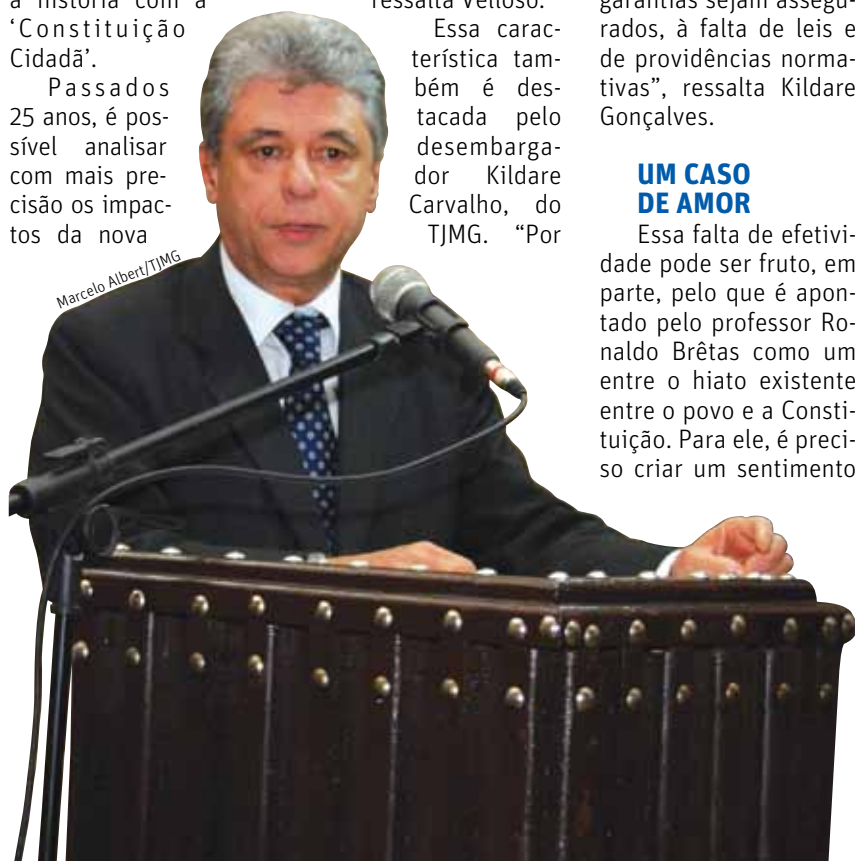 a história com a
‘Constituição
Cidadã’.
Passados
25 anos, é pos-
sível analisar
com mais pre-
cisão os impac-
tos da nova
Marcelo Albert/TJMG
ressalta Velloso.
Essa carac-
terística tam-
bém é des-
tacada pelo
desembarga-
dor Kildare
Carvalho, do
TJMG. “Por
garantias sejam assegu-
rados, à falta de leis e
de providências norma-
tivas”, ressalta Kildare
Gonçalves.
UM CASO
DE AMOR
Essa falta de efetivi-
dade pode ser fruto, em
parte, pelo que é apon-
tado pelo professor Ro-
naldo Brêtas como um
entre o hiato existente
entre o povo e a Consti-
tuição. Para ele, é preci-
so criar um sentimento